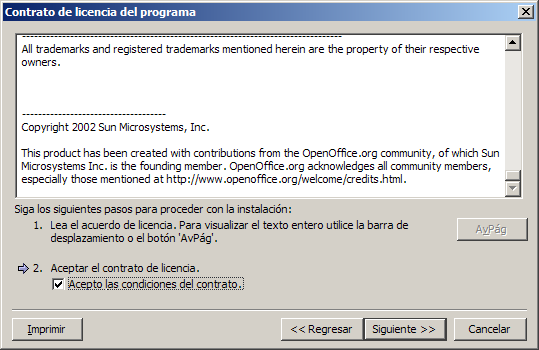 Contrato de licencia del programa
--------------------------------------------------------------------------------
All trademarks and registered trademarks mentioned herein are the property of their respective
owners.
------------------------------------
Copyright 2002 Sun Microsystems, Inc.
This product has been created with contributions from the OpenOffice.org community, of which Sun
Microsystems Inc. is the founding member. OpenOffice.org acknowledges all community members,
especially those mentioned at http://www.openoffice.org/welcome/credits.html.
Siga los siguientes pasos para proceder con la instalación:
1. Lea el acuerdo de licencia. Para visualizar el texto entero utilice la barra de
desplazamiento o el botón 'AvPág'.
AvPág
2. Aceptar el contrato de licencia.
Acepto las condiciones del contrato.
Imprimir
<< Regresar
Siguiente >>
Cancelar